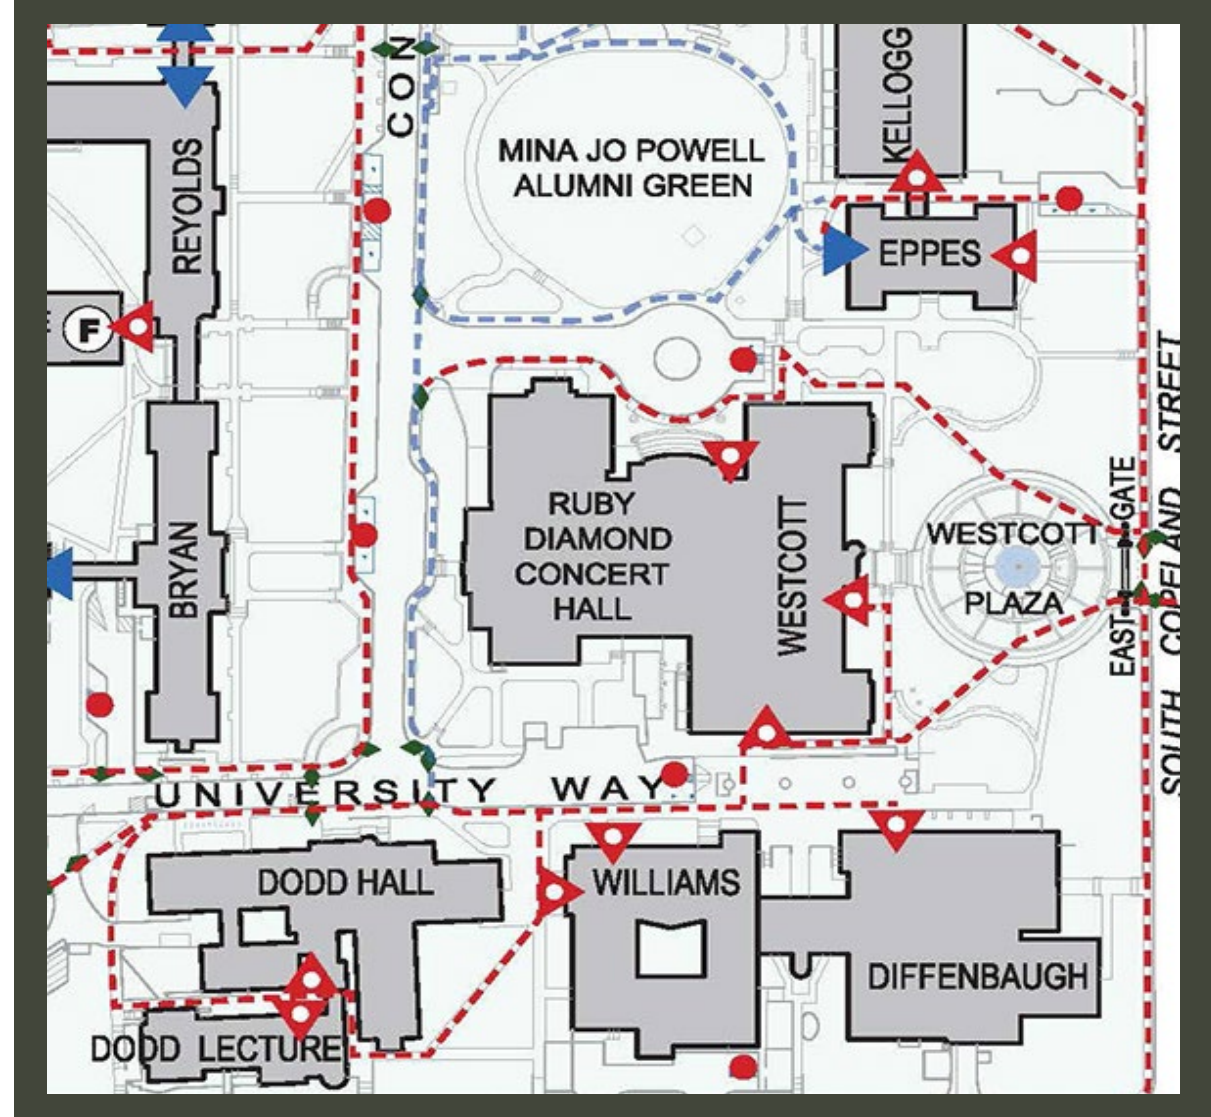 CON
KELLOGG
MINA JO POWELL
ALUMNI GREEN
REYOLDS
EPPES
F
SOUTH COPELAND STREET
RUBY
DIAMOND
CONCERT
HALL
WESTCOTT
WESTCOTT
PLAZA
EAST GATE
BRYAN
UNIVERSITY WAY
DODD HALL
WILLIAMS
DIFFENBAUGH
DODD LECTURE